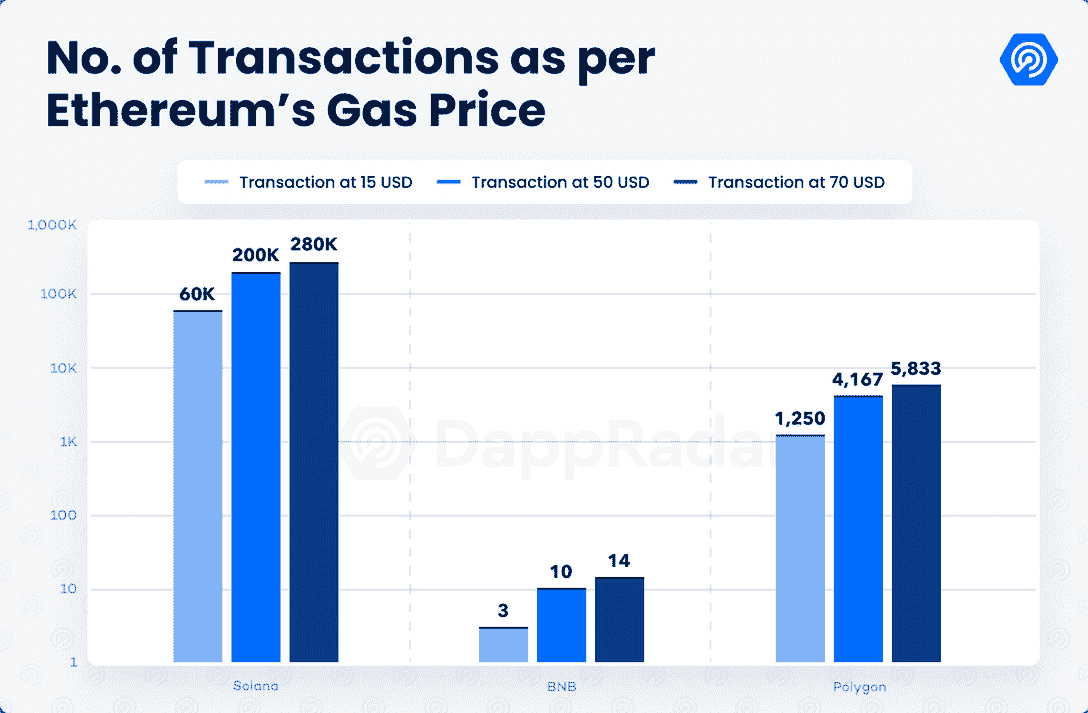 No. of Transactions as per
Ethereum's Gas Price
Transaction at 15 USD Transaction at 50 USD Transaction at 70 USD
1,000K
100K
10K
1K
100
10
1
60K
200K
280K
3
10
14
1,250
4,167
5,833
DappRadar
Solana BNB Polygon